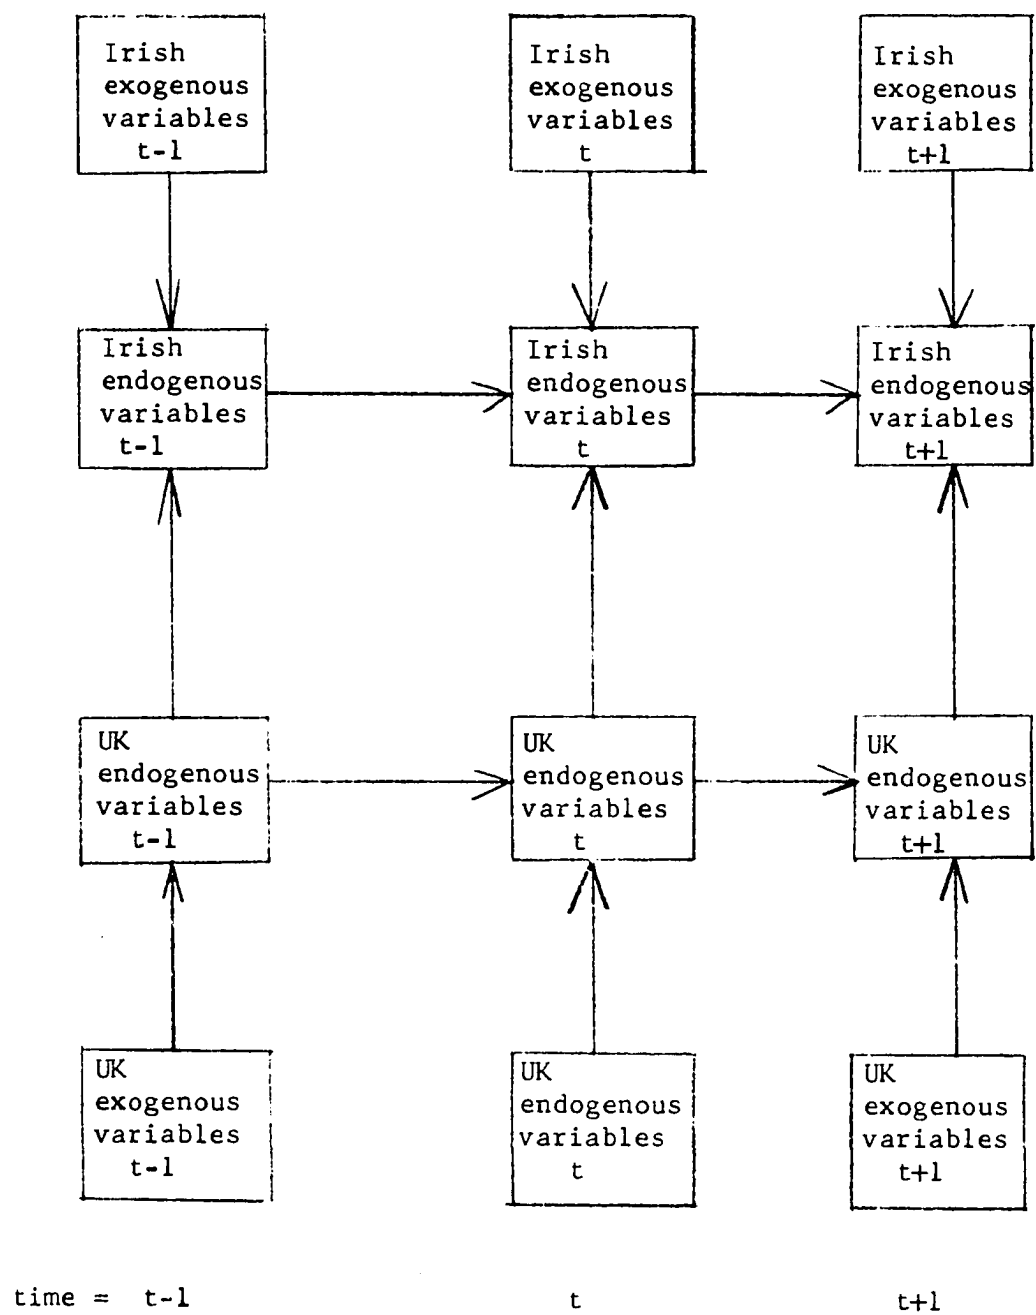 Irish
exogenous
variables
t-1
Irish
exogenous
variables
t
Irish
exogenous
variables
t+1
Irish
endogenous
variables
t-1
Irish
endogenous
variables
t
Irish
endogenous
variables
t+1
UK
endogenous
variables
t-1
UK
endogenous
variables
t
UK
endogenous
variables
t+1
UK
exogenous
variables
t-1
UK
endogenous
variables
t
UK
exogenous
variables
t+1
time = t-1 t t+1